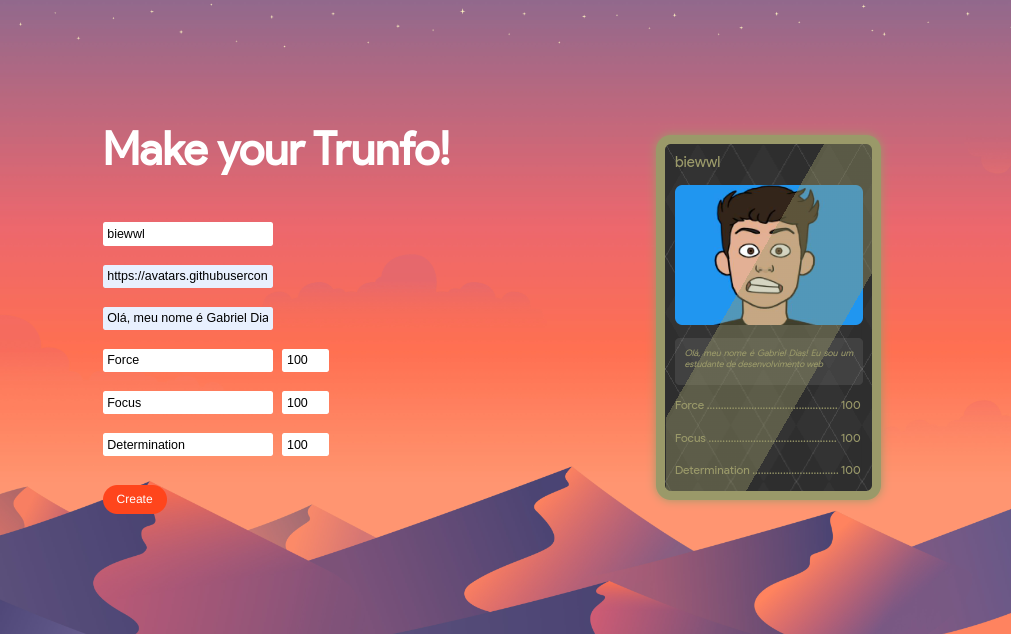 Make your Trunfo!
biewwl
https://avatars.githubusercon
Olá, meu nome é Gabriel Dia
Force 100
Focus 100
Determination 100
Create
biewwl
Olá, meu nome é Gabriel Dias! Eu sou um
estudante de desenvolvimento web
Force ............................................... 100
Focus .............................................. 100
Determination ............................... 100